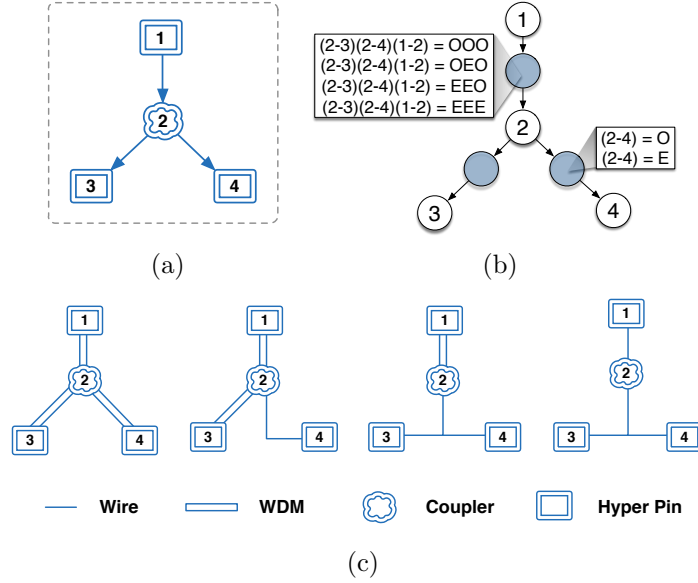 1
2
3
4
(a)
1
(2-3)(2-4)(1-2) = OOO
(2-3)(2-4)(1-2) = OEO
(2-3)(2-4)(1-2) = EEO
(2-3)(2-4)(1-2) = EEE
2
(2-4) = O
(2-4) = E
3
4
(b)
1
2
3
4
1
2
3
4
1
2
3
4
1
2
3
4
Wire
WDM
Coupler
Hyper Pin
(c)